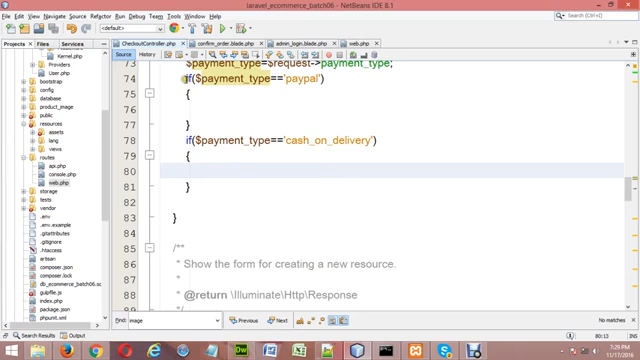 laravel_ecommerce_batch06 - NetBeans IDE 8.1
File Edit View Navigate Source Refactor Run Debug Profile Team Tools Window Help
<default>
Projects
CheckoutController.php
confirm_order.blade.php
admin_login.blade.php
web.php
Source
History
Kernel.php
Providers
User.php
bootstrap
config
database
product_image
public
resources
assets
lang
views
routes
api.php
console.php
web.php
storage
tests
vendor
.env
.env.example
.gitattributes
.gitignore
.htaccess
artisan
composer.json
composer.lock
db_ecommerce_batch06.sc
gulpfile.js
index.php
package.json
phpunit.xml
73 $payment_type=$request->payment_type;
74 if($payment_type=='paypal')
75 {
76
77 }
78 if($payment_type=='cash_on_delivery')
79 {
80
81 }
82
83 }
84
85 /**
86 * Show the form for creating a new resource.
87 *
88 * @return \Illuminate\Http\Response
89 */
Find: image
Previous
Next
No matches
Search Results
Output
80:13
INS
7:29 PM
11/17/2016